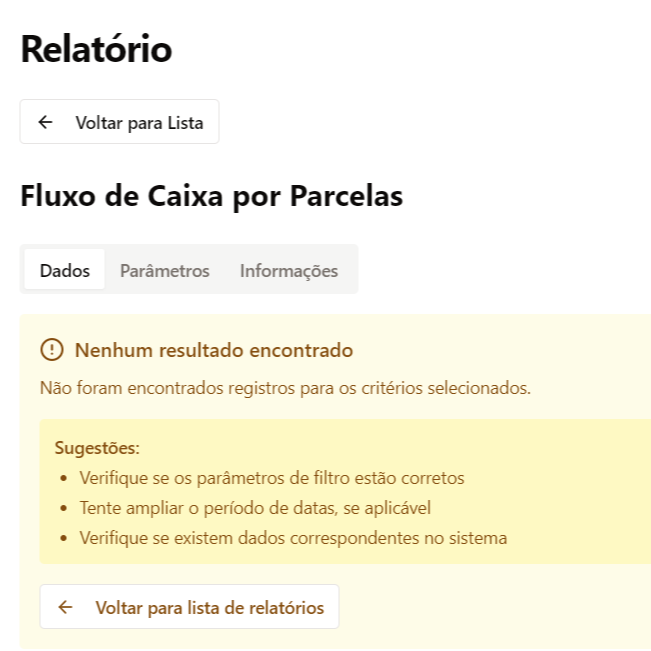 Relatório
← Voltar para Lista
Fluxo de Caixa por Parcelas
Dados Parâmetros Informações
Nenhum resultado encontrado
Não foram encontrados registros para os critérios selecionados.
Sugestões:
• Verifique se os parâmetros de filtro estão corretos
• Tente ampliar o período de datas, se aplicável
• Verifique se existem dados correspondentes no sistema
← Voltar para lista de relatórios